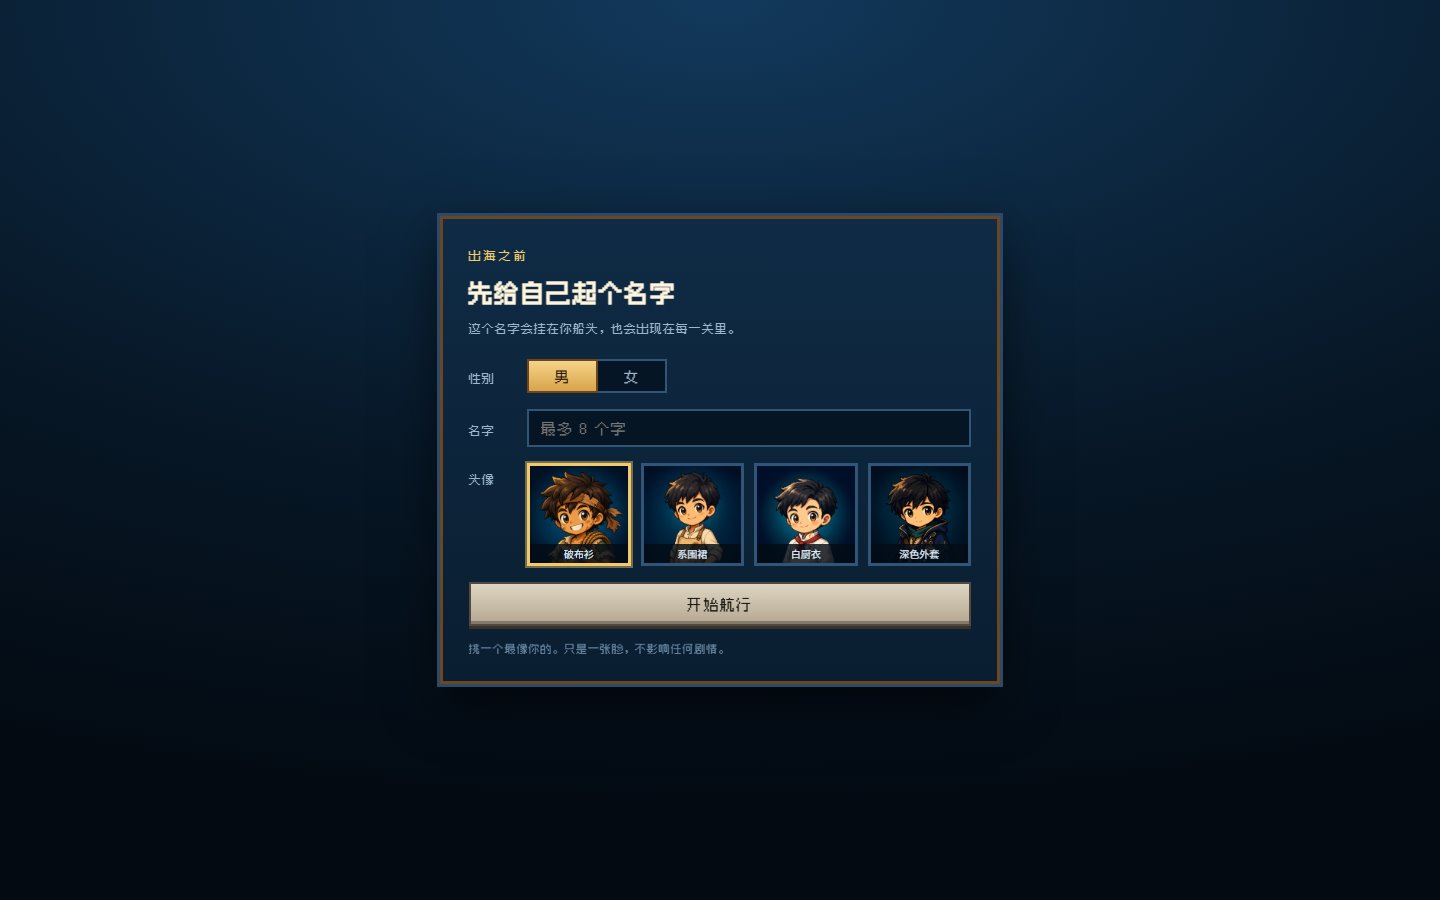 出海之前
先给自己起个名字
这个名字会挂在你船头，也会出现在每一关里。
性别 男 女
名字 最多 8 个字
头像
破布衫 系围裙 白厨衣 深色外套
开始航行
挑一个最像你的。只是一张脸，不影响任何剧情。